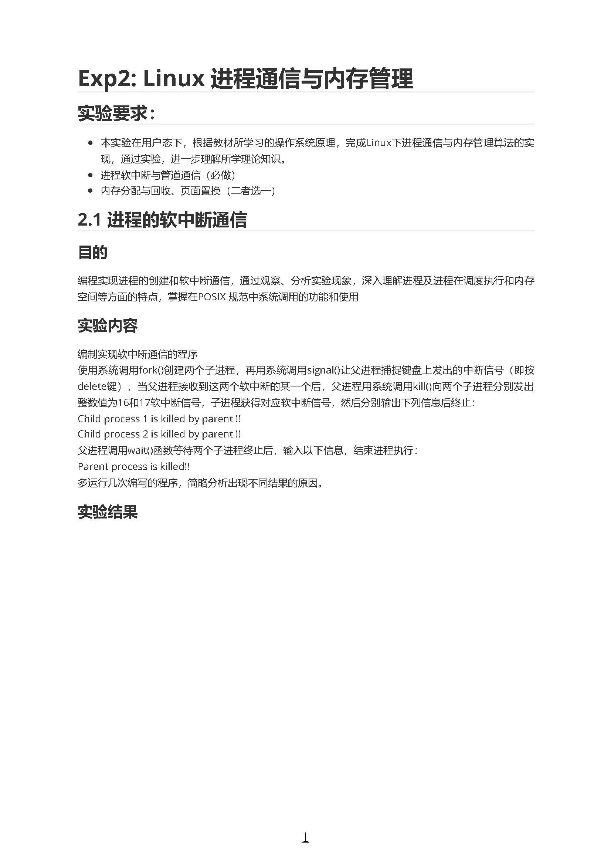 Exp2: Linux 进程通信与内存管理
实验要求：
本实验在用户态下，根据教材所学习的操作系统原理，完成Linux下进程通信与内存管理算法的实
现，通过实验，进一步理解所学理论知识。
进程软中断与管道通信（必做）
内存分配与回收、页面置换（二者选一）
2.1 进程的软中断通信
目的
编程实现进程的创建和软中断通信，通过观察、分析实验现象，深入理解进程及进程在调度执行和内存
空间等方面的特点，掌握在POSIX 规范中系统调用的功能和使用
实验内容
编制实现软中断通信的程序
使用系统调用fork()创建两个子进程，再用系统调用signal()让父进程捕捉键盘上发出的中断信号（即按
delete键），当父进程接收到这两个软中断的某一个后，父进程用系统调用kill()向两个子进程分别发出
整数值为16和17软中断信号，子进程获得对应软中断信号，然后分别输出下列信息后终止：
Child process 1 is killed by parent !!
Child process 2 is killed by parent !!
父进程调用wait()函数等待两个子进程终止后，输入以下信息，结束进程执行：
Parent process is killed!!
多运行几次编写的程序，简略分析出现不同结果的原因。
实验结果
1